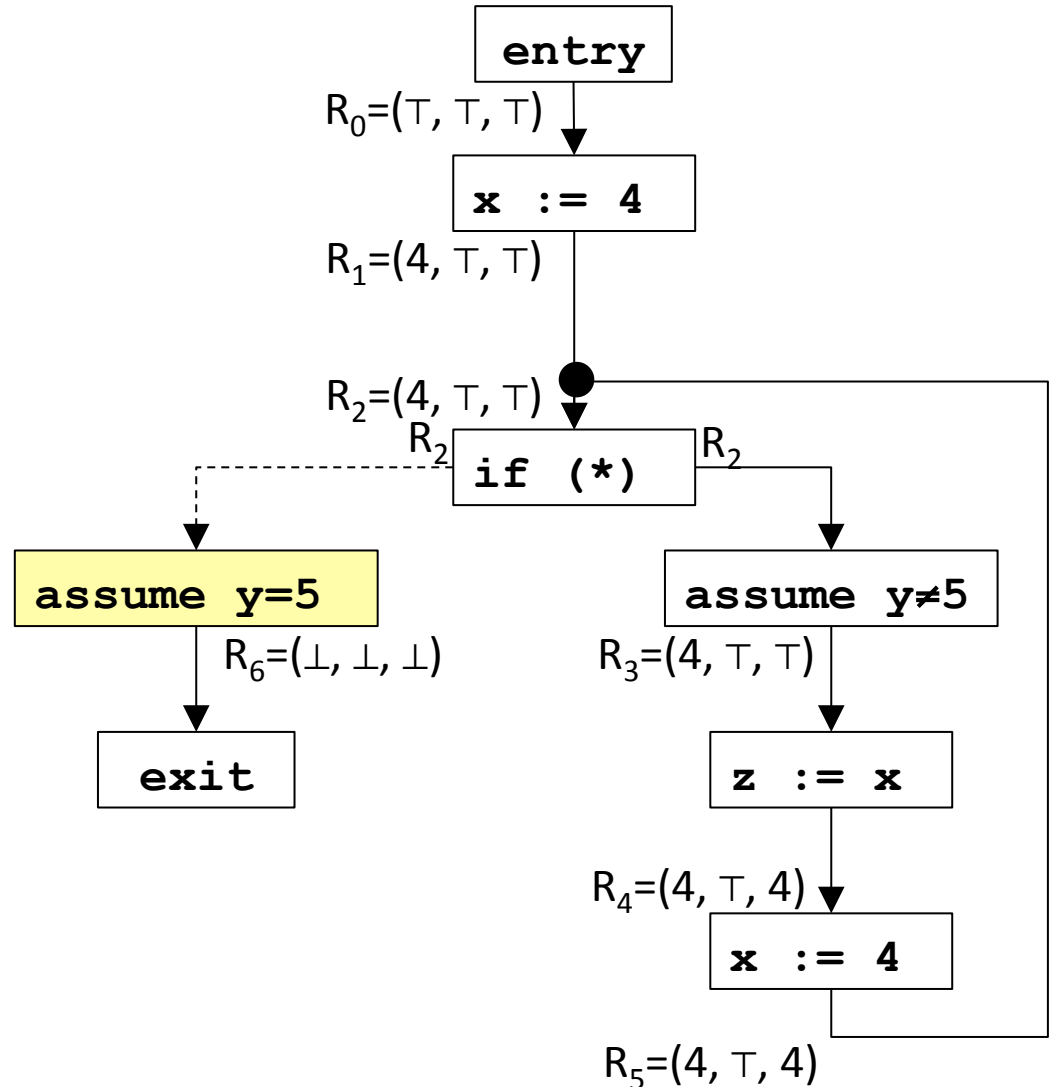 entry
R₀=(⊤, ⊤, ⊤)
x := 4
R₁=(4, ⊤, ⊤)
R₂=(4, ⊤, ⊤)
R₂
if (*)
R₂
assume y=5
assume y≠5
R₆=(⊥, ⊥, ⊥)
R₃=(4, ⊤, ⊤)
exit
z := x
R₄=(4, ⊤, 4)
x := 4
R₅=(4, ⊤, 4)